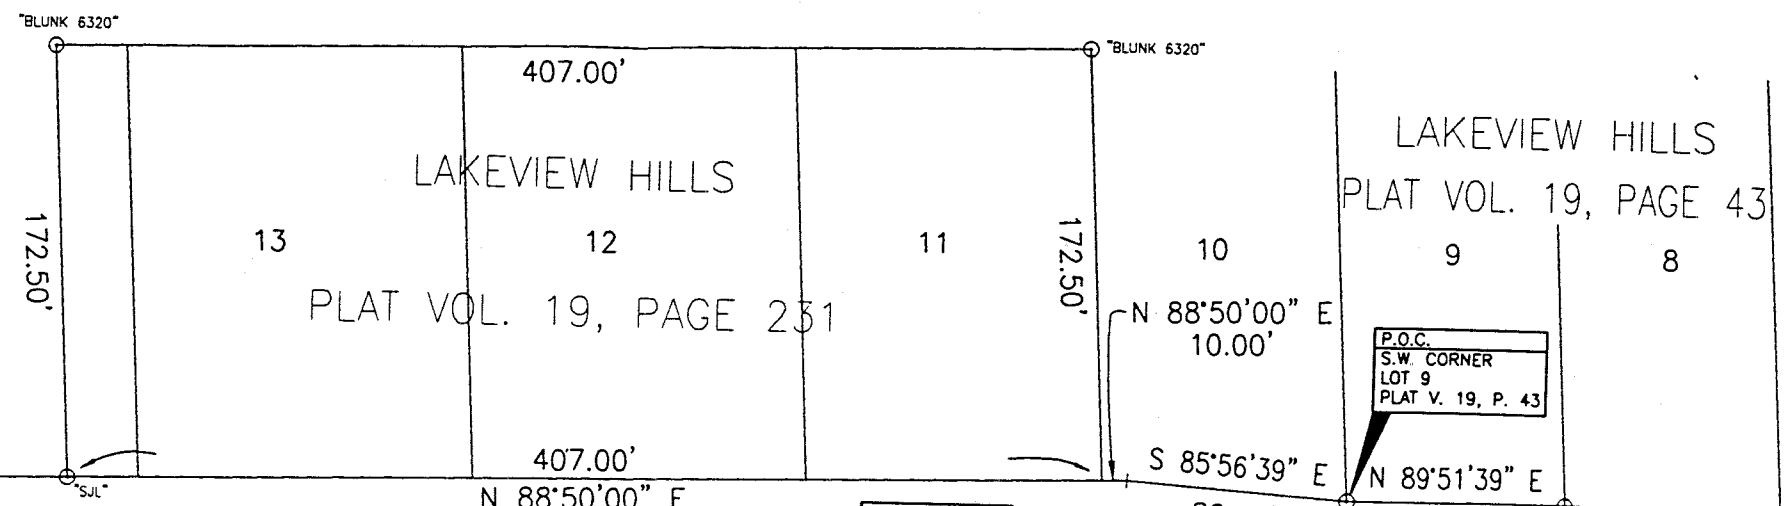 "BLUNK 6320"
"BLUNK 6320"
407.00'
LAKEVIEW HILLS
PLAT VOL. 19, PAGE 43
LAKEVIEW HILLS
172.50'
13
12
11
172.50'
10
9
8
PLAT VOL. 19, PAGE 231
N 88°50'00" E
10.00'
P.O.C.
S.W. CORNER
LOT 9
PLAT V. 19, P. 43
407.00'
S 85°56'39" E
N 89°51'39" E
"SJL"
N 88°50'00" E